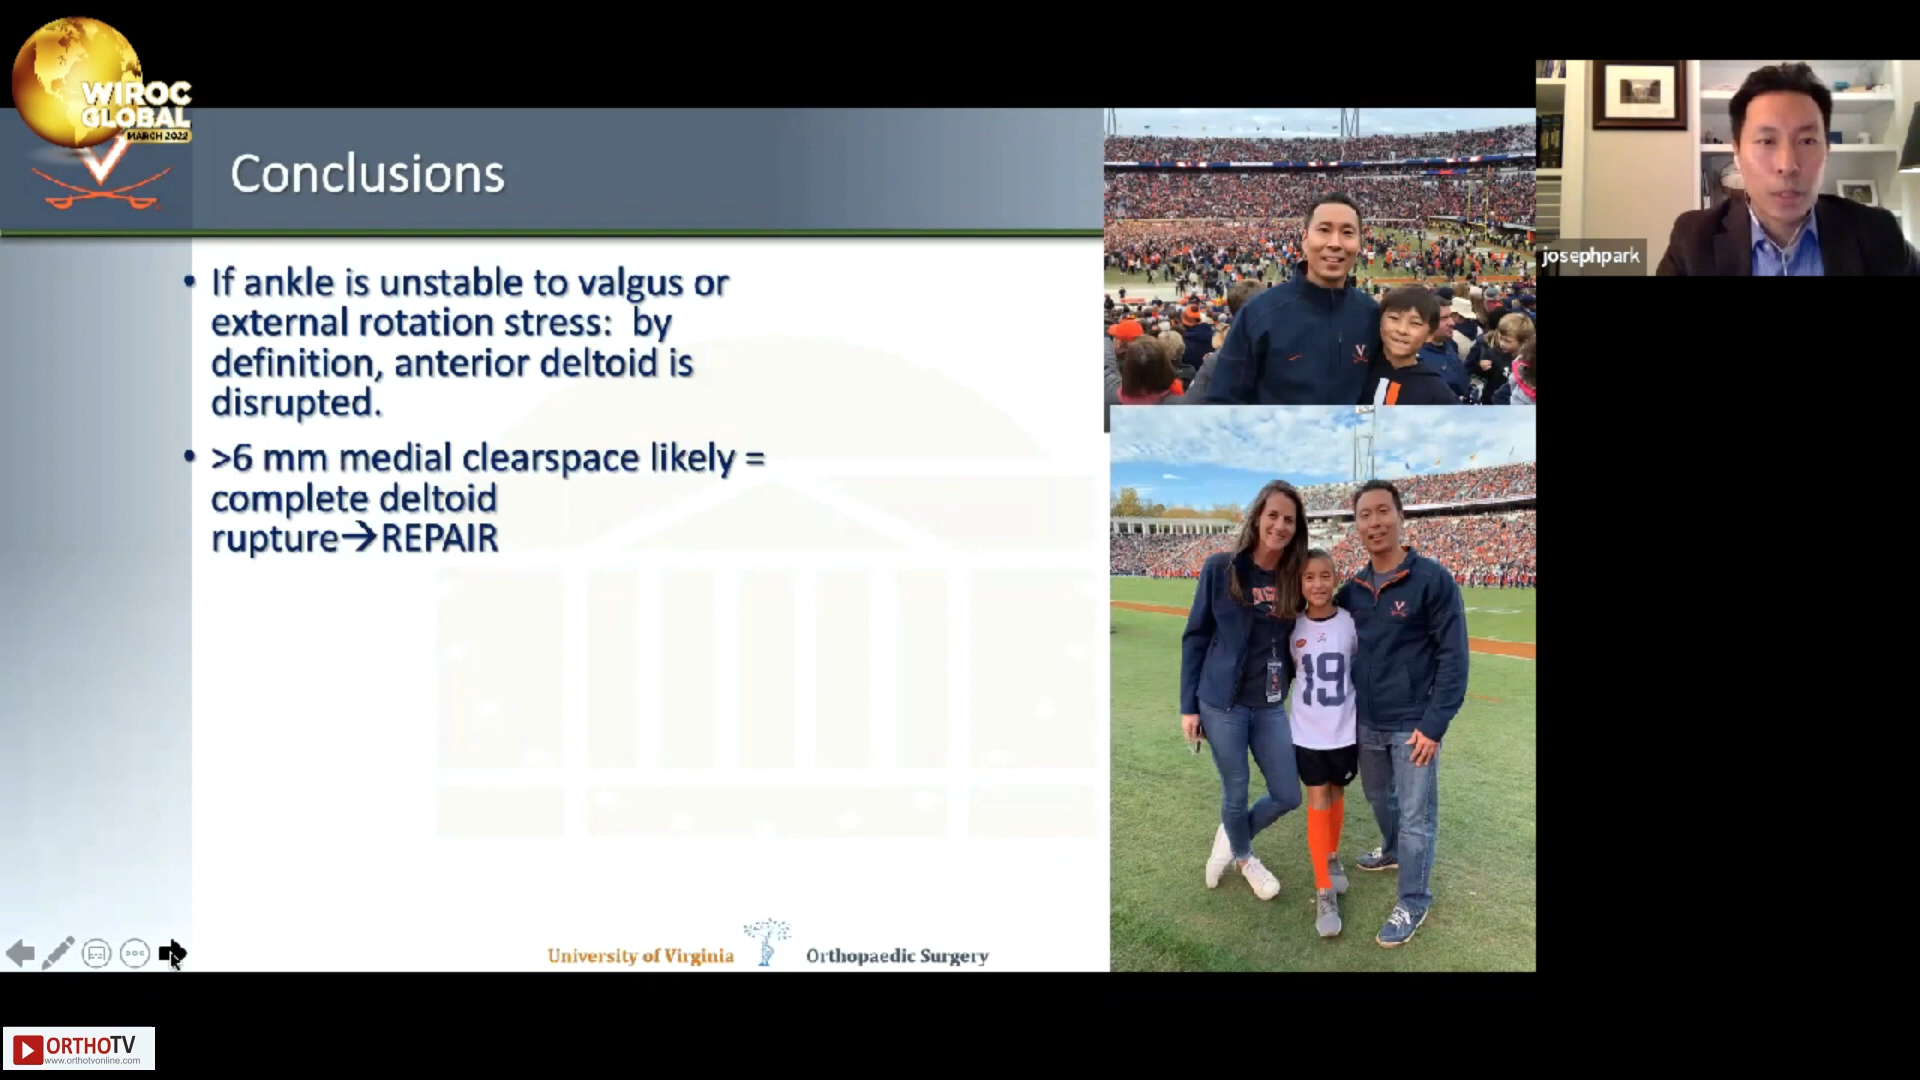 WIROC
GLOBAL
MARCH 2022
Conclusions
• If ankle is unstable to valgus or
external rotation stress: by
definition, anterior deltoid is
disrupted.
• >6 mm medial clearspace likely =
complete deltoid
rupture→REPAIR
University of Virginia
Orthopaedic Surgery
josephpark
V
19
V
ORTHOTV
www.orthotvonline.com